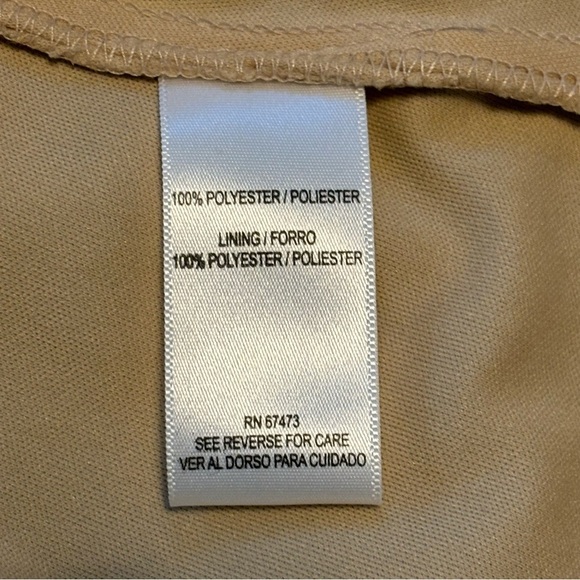 100% POLYESTER / POLIESTER
LINING / FORRO
100% POLYESTER / POLIESTER
RN 67473
SEE REVERSE FOR CARE
VER AL DORSO PARA CUIDADO